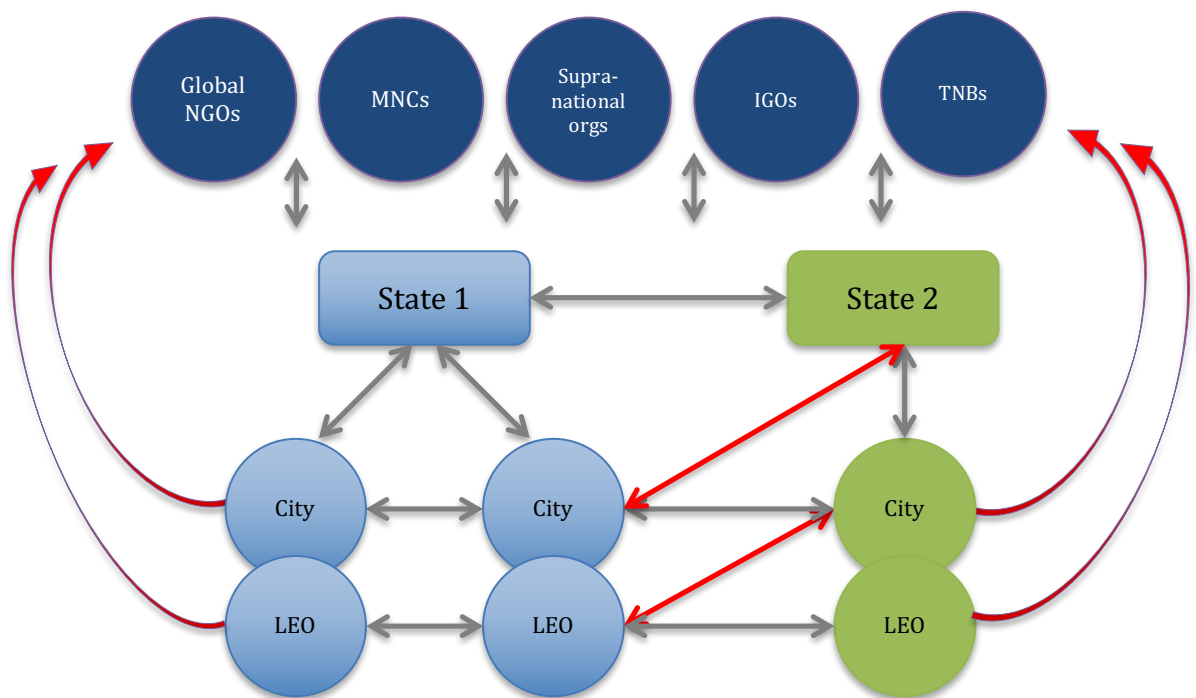 Global
NGOs
MNCs
Supra-
national
orgs
IGOs
TNBs
State 1
State 2
City
City
City
LEO
LEO
LEO